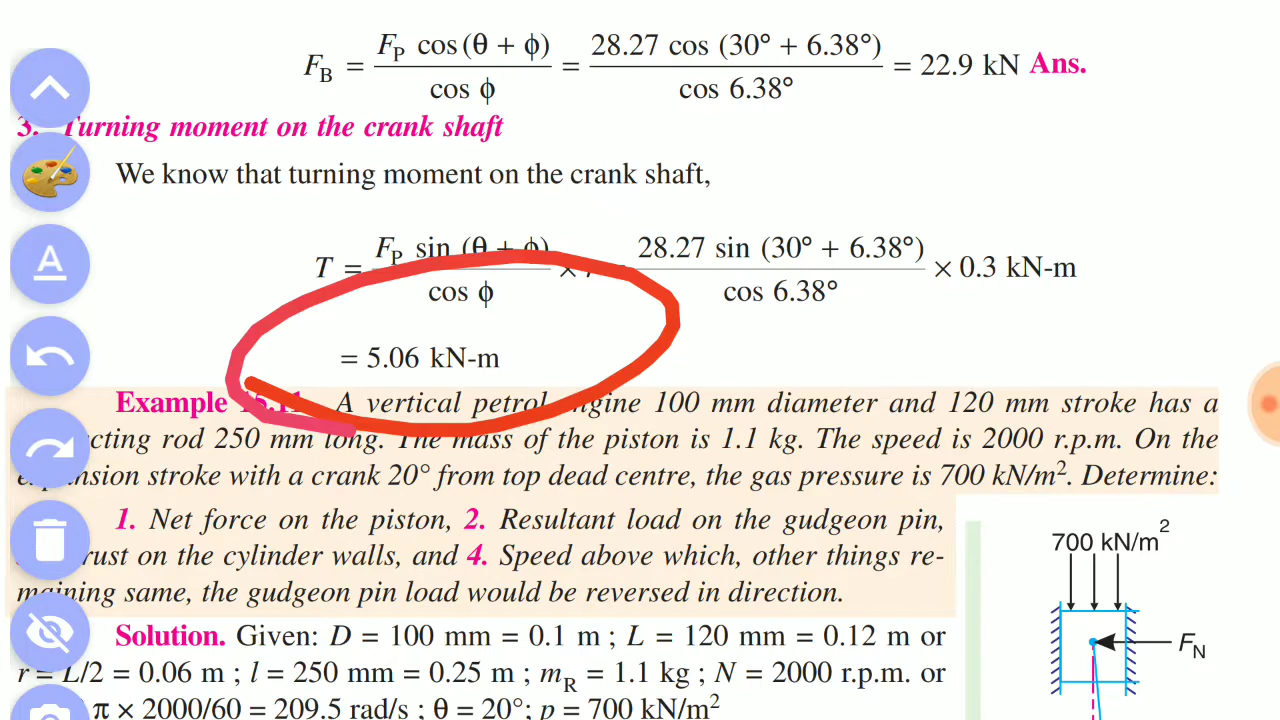 F_B = F_P cos (θ + ϕ) / cos ϕ = 28.27 cos (30° + 6.38°) / cos 6.38° = 22.9 kN Ans.
3. Turning moment on the crank shaft
We know that turning moment on the crank shaft,
T = F_P sin (θ + ϕ) / cos ϕ × = 28.27 sin (30° + 6.38°) / cos 6.38° × 0.3 kN-m
= 5.06 kN-m
Example 15.11. A vertical petrol engine 100 mm diameter and 120 mm stroke has a
rod 250 mm long. The mass of the piston is 1.1 kg. The speed is 2000 r.p.m. On the
stroke with a crank 20° from top dead centre, the gas pressure is 700 kN/m². Determine:
1. Net force on the piston, 2. Resultant load on the gudgeon pin,
on the cylinder walls, and 4. Speed above which, other things re-
maining same, the gudgeon pin load would be reversed in direction.
700 kN/m²
F_N
Solution. Given: D = 100 mm = 0.1 m ; L = 120 mm = 0.12 m or
r = L/2 = 0.06 m ; l = 250 mm = 0.25 m ; m_R = 1.1 kg ; N = 2000 r.p.m. or
π × 2000/60 = 209.5 rad/s ; θ = 20°; p = 700 kN/m²